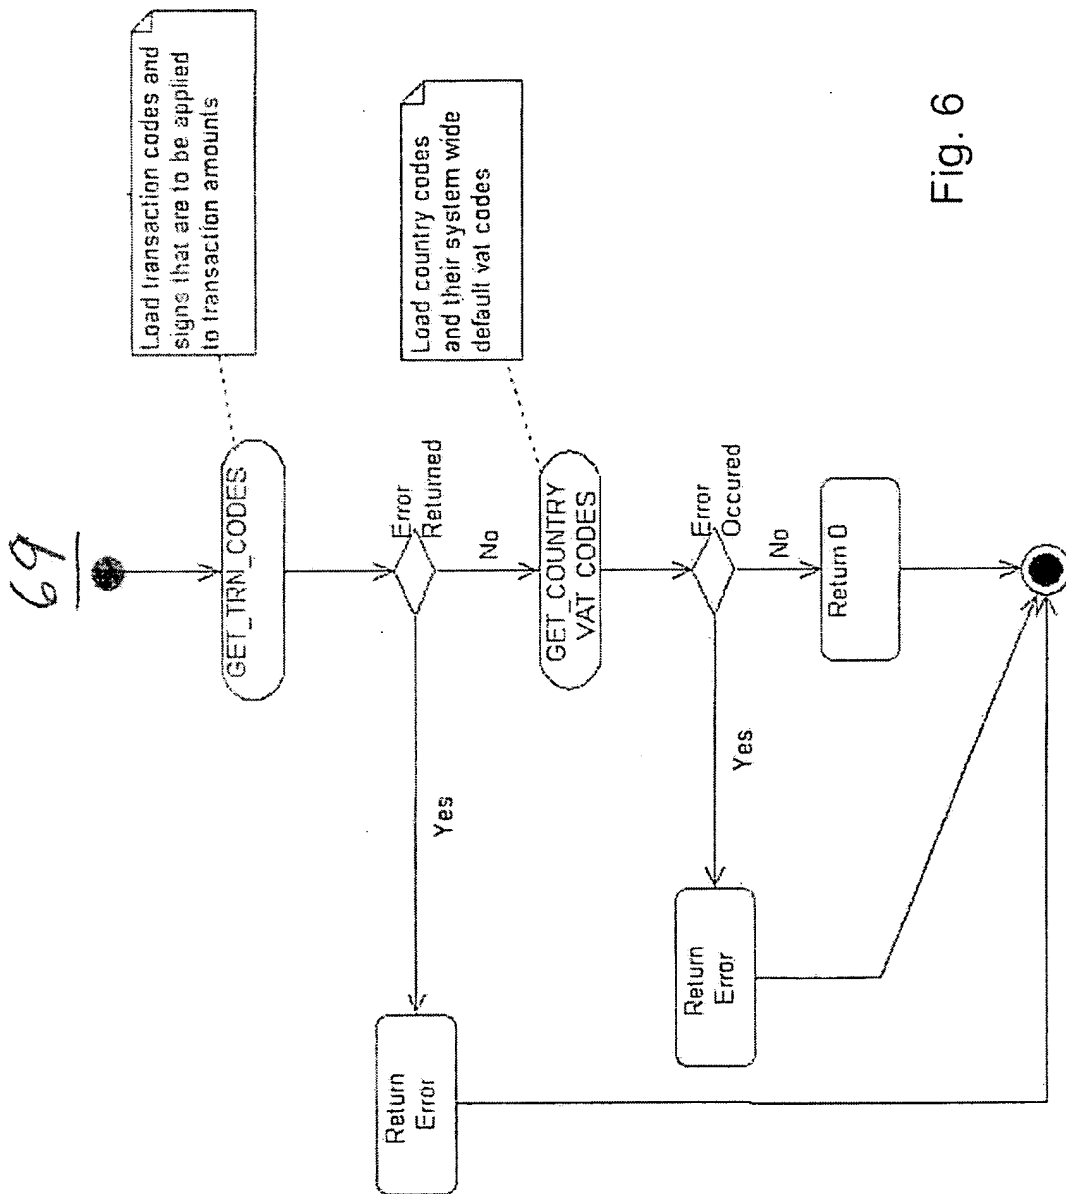 69
Load transaction codes and
signs that are to be applied
to transaction amounts
GET_TRN_CODES
Error
Returned
Yes
No
Return
Error
Load country codes
and their system wide
default vat codes
GET_COUNTRY
VAT CODES
Error
Occured
Yes
No
Return
Error
Return 0
Fig. 6